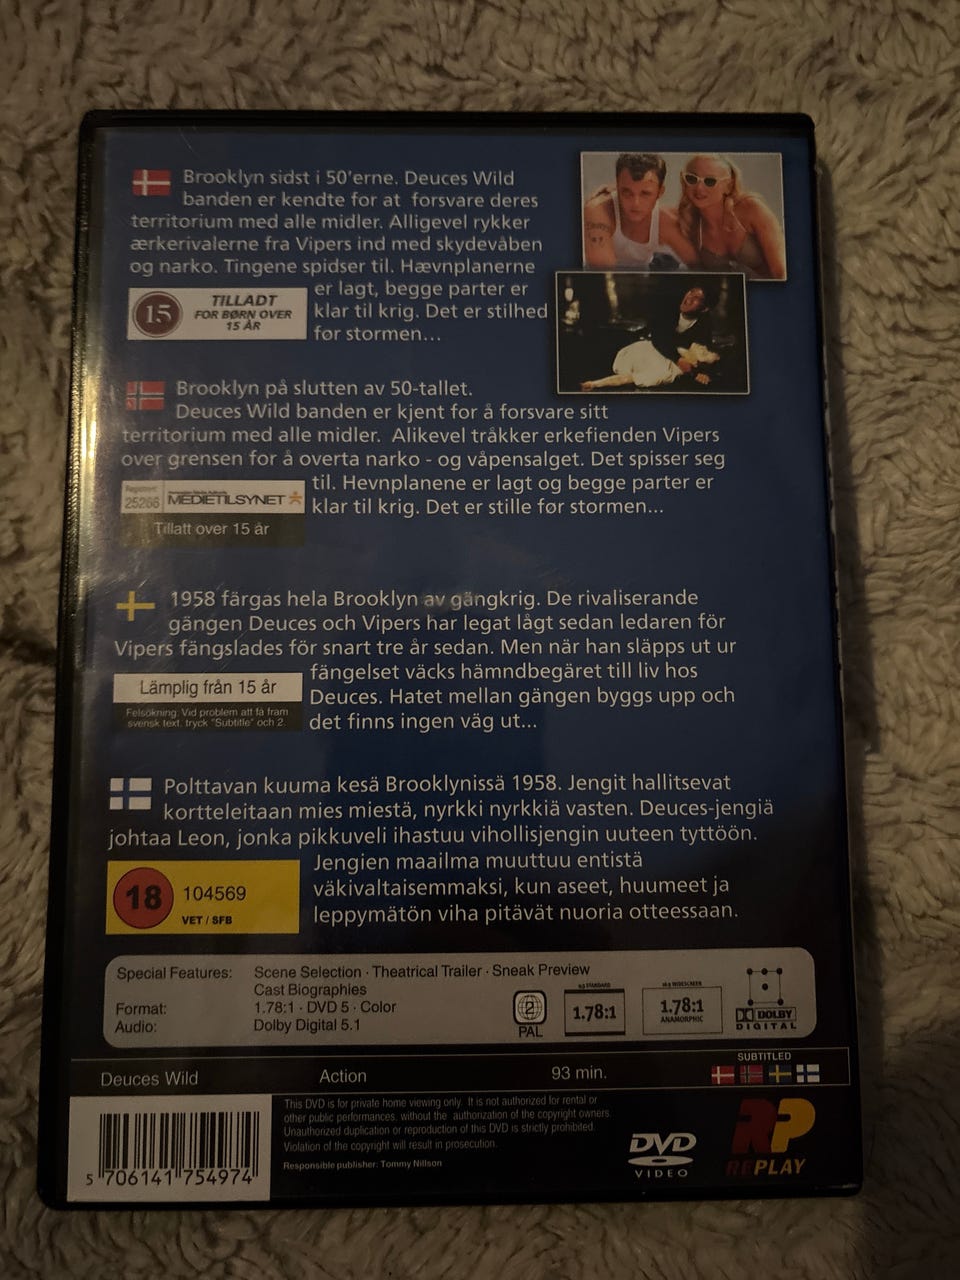 Brooklyn sidst i 50'erne. Deuces Wild
banden er kendte for at forsvare deres
territorium med alle midler. Alligevel rykker
ærkerivalerne fra Vipers ind med skydevåben
og narko. Tingene spidser til. Hævnplanerne
er lagt, begge parter er
klar til krig. Det er stilhed
før stormen...
15
TILLADT
FOR BØRN OVER
15 ÅR
Brooklyn på slutten av 50-tallet.
Deuces Wild banden er kjent for å forsvare sitt
territorium med alle midler. Alikevel tråkker erkefienden Vipers
over grensen for å overta narko - og våpensalget. Det spisser seg
til. Hevnplanene er lagt og begge parter er
klar til krig. Det er stille før stormen...
25266
MEDIETILSYNET
Tillatt over 15 år
1958 färgas hela Brooklyn av gängkrig. De rivaliserande
gängen Deuces och Vipers har legat lågt sedan ledaren för
Vipers fängslades för snart tre år sedan. Men när han släpps ut ur
fängelset väcks hämndbegäret till liv hos
Deuces. Hatet mellan gängen byggs upp och
det finns ingen väg ut...
Lämplig från 15 år
Felsökning: Vid problem att få fram
svensk text, tryck "Subtitle" och 2.
Polttavan kuuma kesä Brooklynissä 1958. Jengit hallitsevat
kortteleitaan mies miestä, nyrkki nyrkkiä vasten. Deuces-jengiä
johtaa Leon, jonka pikkuveli ihastuu vihollisjengin uuteen tyttöön.
Jengien maailma muuttuu entistä
väkivaltaisemmaksi, kun aseet, huumeet ja
leppymätön viha pitävät nuoria otteessaan.
18
104569
VET / SFB
Special Features: Scene Selection · Theatrical Trailer · Sneak Preview
Cast Biographies
Format: 1.78:1 · DVD 5 · Color
Audio: Dolby Digital 5.1
2
PAL
1.78:1
16:9 WIDESCREEN
1.78:1
ANAMORPHIC
DOLBY
DIGITAL
Deuces Wild Action 93 min.
SUBTITLED
This DVD is for private home viewing only. It is not authorized for rental or
other public performances, without the authorization of the copyright owners.
Unauthorized duplication or reproduction of this DVD is strictly prohibited.
Violation of the copyright will result in prosecution.
Responsible publisher: Tommy Nillson
DVD
VIDEO
RP
REPLAY
5 706141 754974